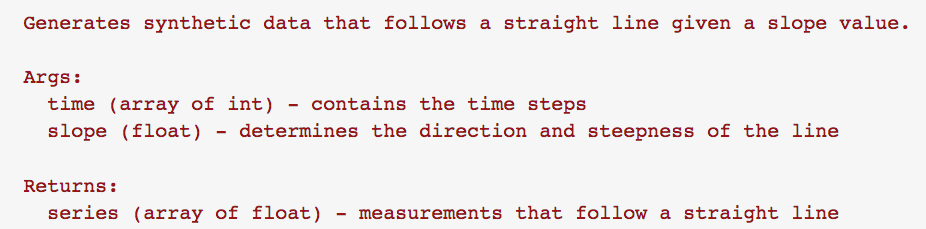 Generates synthetic data that follows a straight line given a slope value.
Args:
time (array of int) - contains the time steps
slope (float) - determines the direction and steepness of the line
Returns:
series (array of float) - measurements that follow a straight line